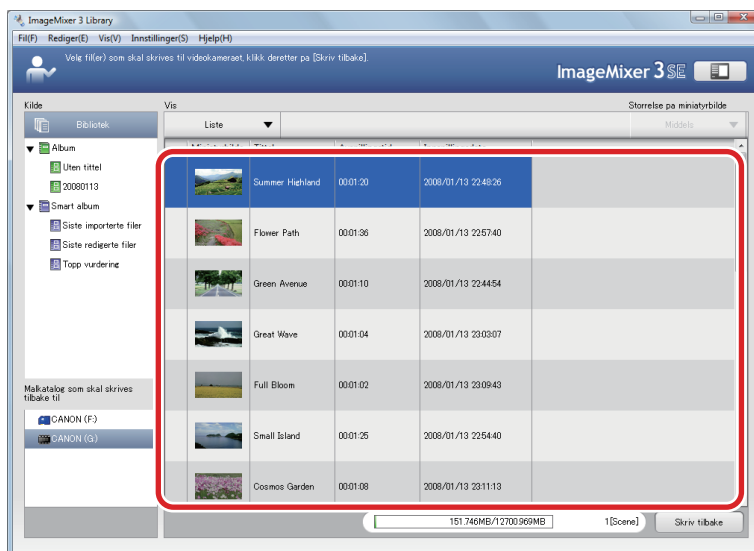 ImageMixer 3 Library
Fil(F) Rediger(E) Vis(V) Innstillinger(S) Hjelp(H)
Velg fil(er) som skal skrives til videokameraet, klikk deretter pa [Skriv tilbake].
ImageMixer 3 SE
Kilde
Vis
Storrelse pa miniatyrbilde
Bibliotek
Liste
Middels
Album
Uten tittel
20080113
Smart album
Siste importerte filer
Siste redigerte filer
Topp vurdering
Summer Highland 00:01:20 2008/01/13 22:48:26
Flower Path 00:01:36 2008/01/13 22:57:40
Green Avenue 00:01:10 2008/01/13 22:44:54
Great Wave 00:01:04 2008/01/13 23:03:07
Full Bloom 00:01:02 2008/01/13 23:09:43
Small Island 00:01:25 2008/01/13 22:54:40
Cosmos Garden 00:01:08 2008/01/13 23:11:13
Malkatalog som skal skrives
tilbake til
CANON (F:)
CANON (G:)
151.746MB/12700.969MB
1[Scene]
Skriv tilbake